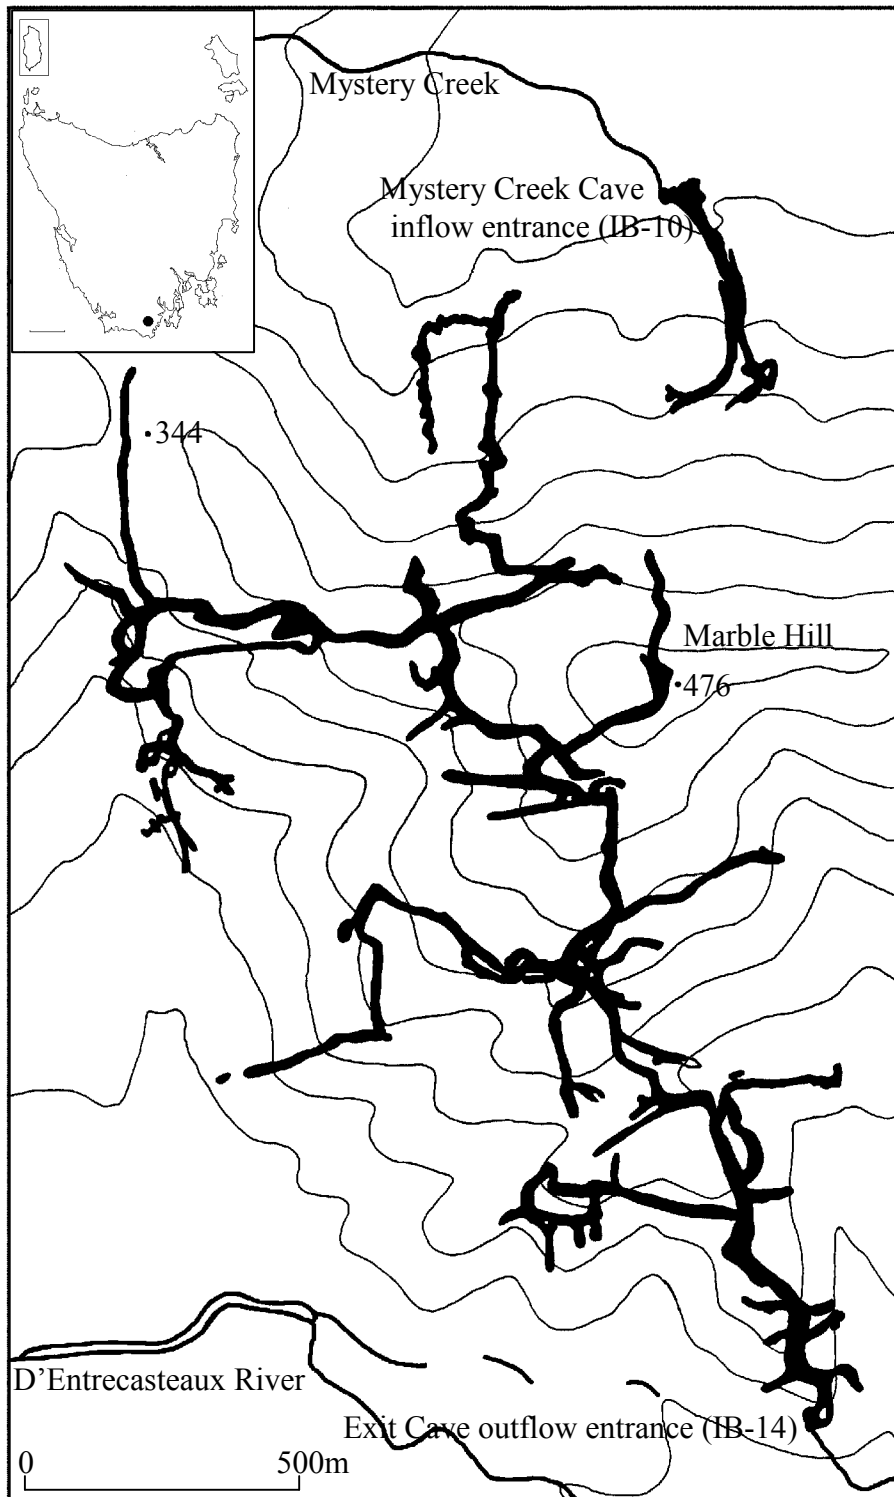 Mystery Creek
Mystery Creek Cave
inflow entrance (IB-10)
344
Marble Hill
476
D'Entrecasteaux River
Exit Cave outflow entrance (IB-14)
0 500m